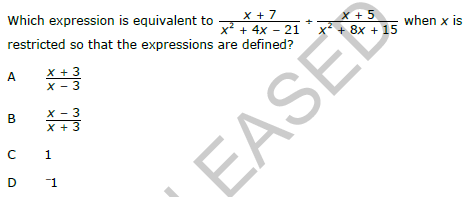 Which expression is equivalent to (x + 7)/(x² + 4x − 21) ÷ (x + 5)/(x² + 8x + 15) when x is
restricted so that the expressions are defined?
A (x + 3)/(x − 3)
B (x − 3)/(x + 3)
C 1
D ⁻1
LEASED